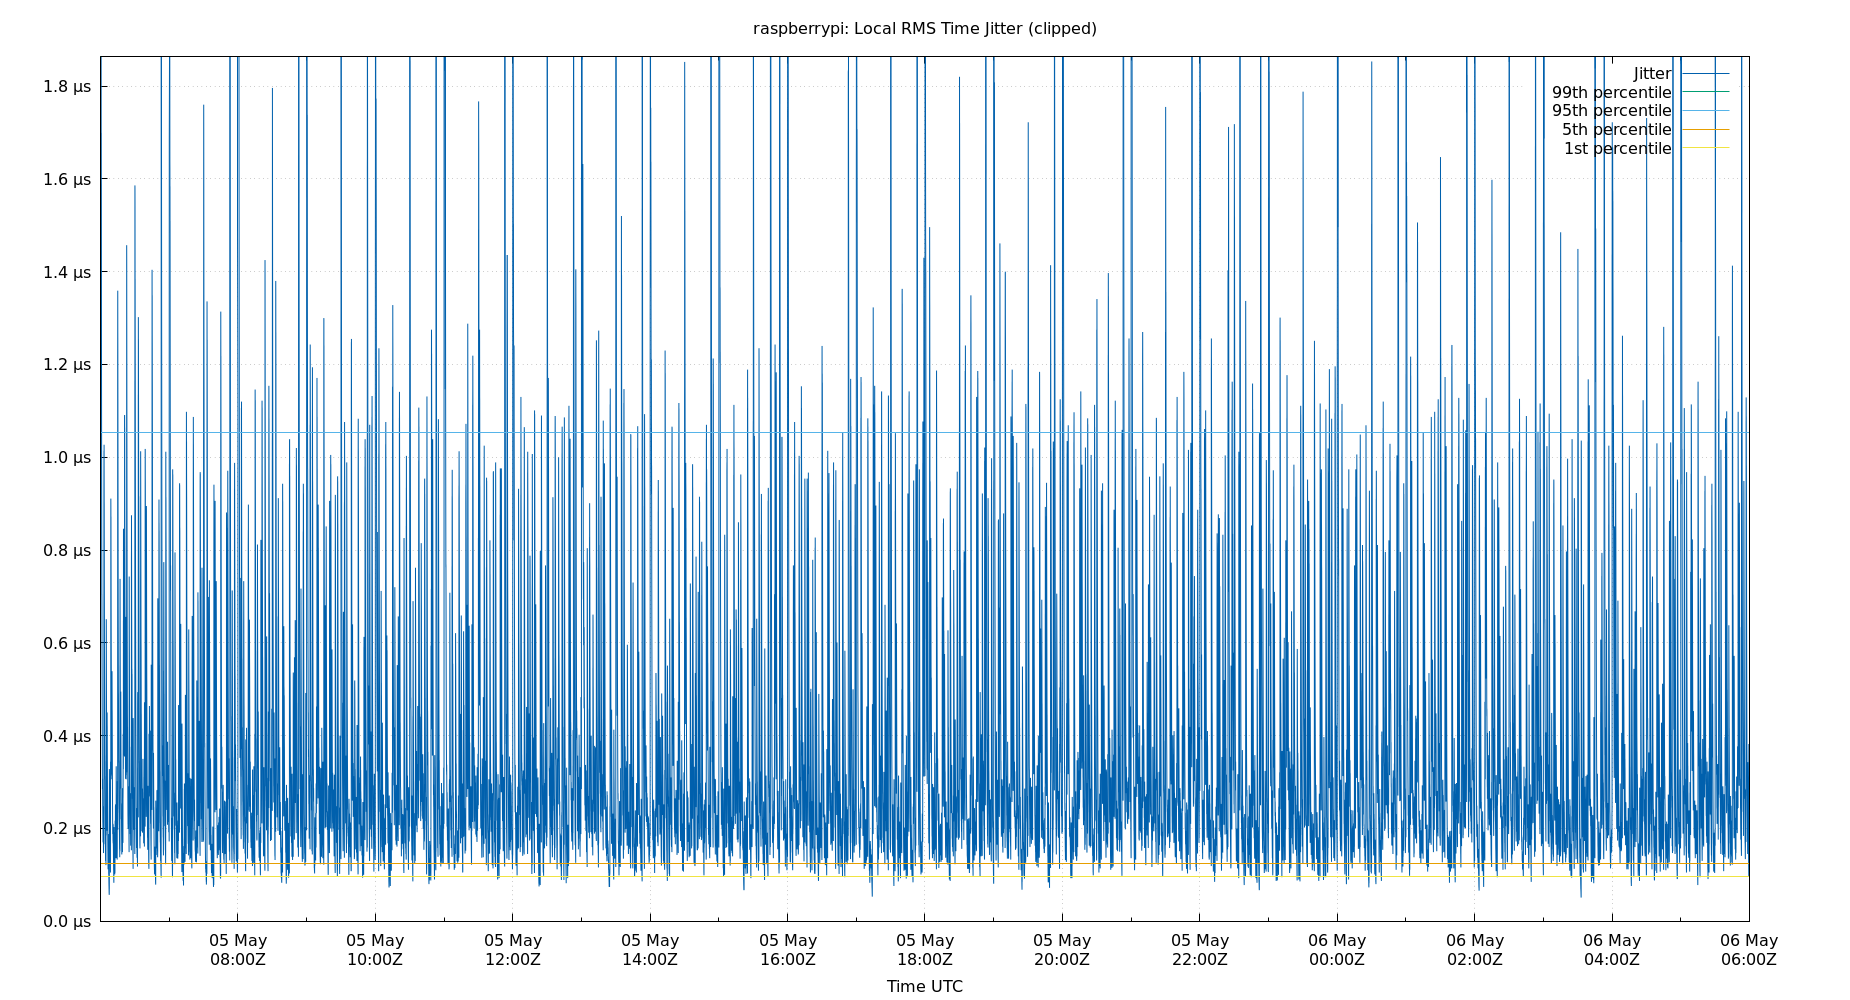 raspberrypi: Local RMS Time Jitter (clipped)
1.8 μs
1.6 μs
1.4 μs
1.2 μs
1.0 μs
0.8 μs
0.6 μs
0.4 μs
0.2 μs
0.0 μs
Jitter
99th percentile
95th percentile
5th percentile
1st percentile
05 May 05 May 05 May 05 May 05 May 05 May 05 May 05 May 06 May 06 May 06 May 06 May
08:00Z 10:00Z 12:00Z 14:00Z 16:00Z 18:00Z 20:00Z 22:00Z 00:00Z 02:00Z 04:00Z 06:00Z
Time UTC